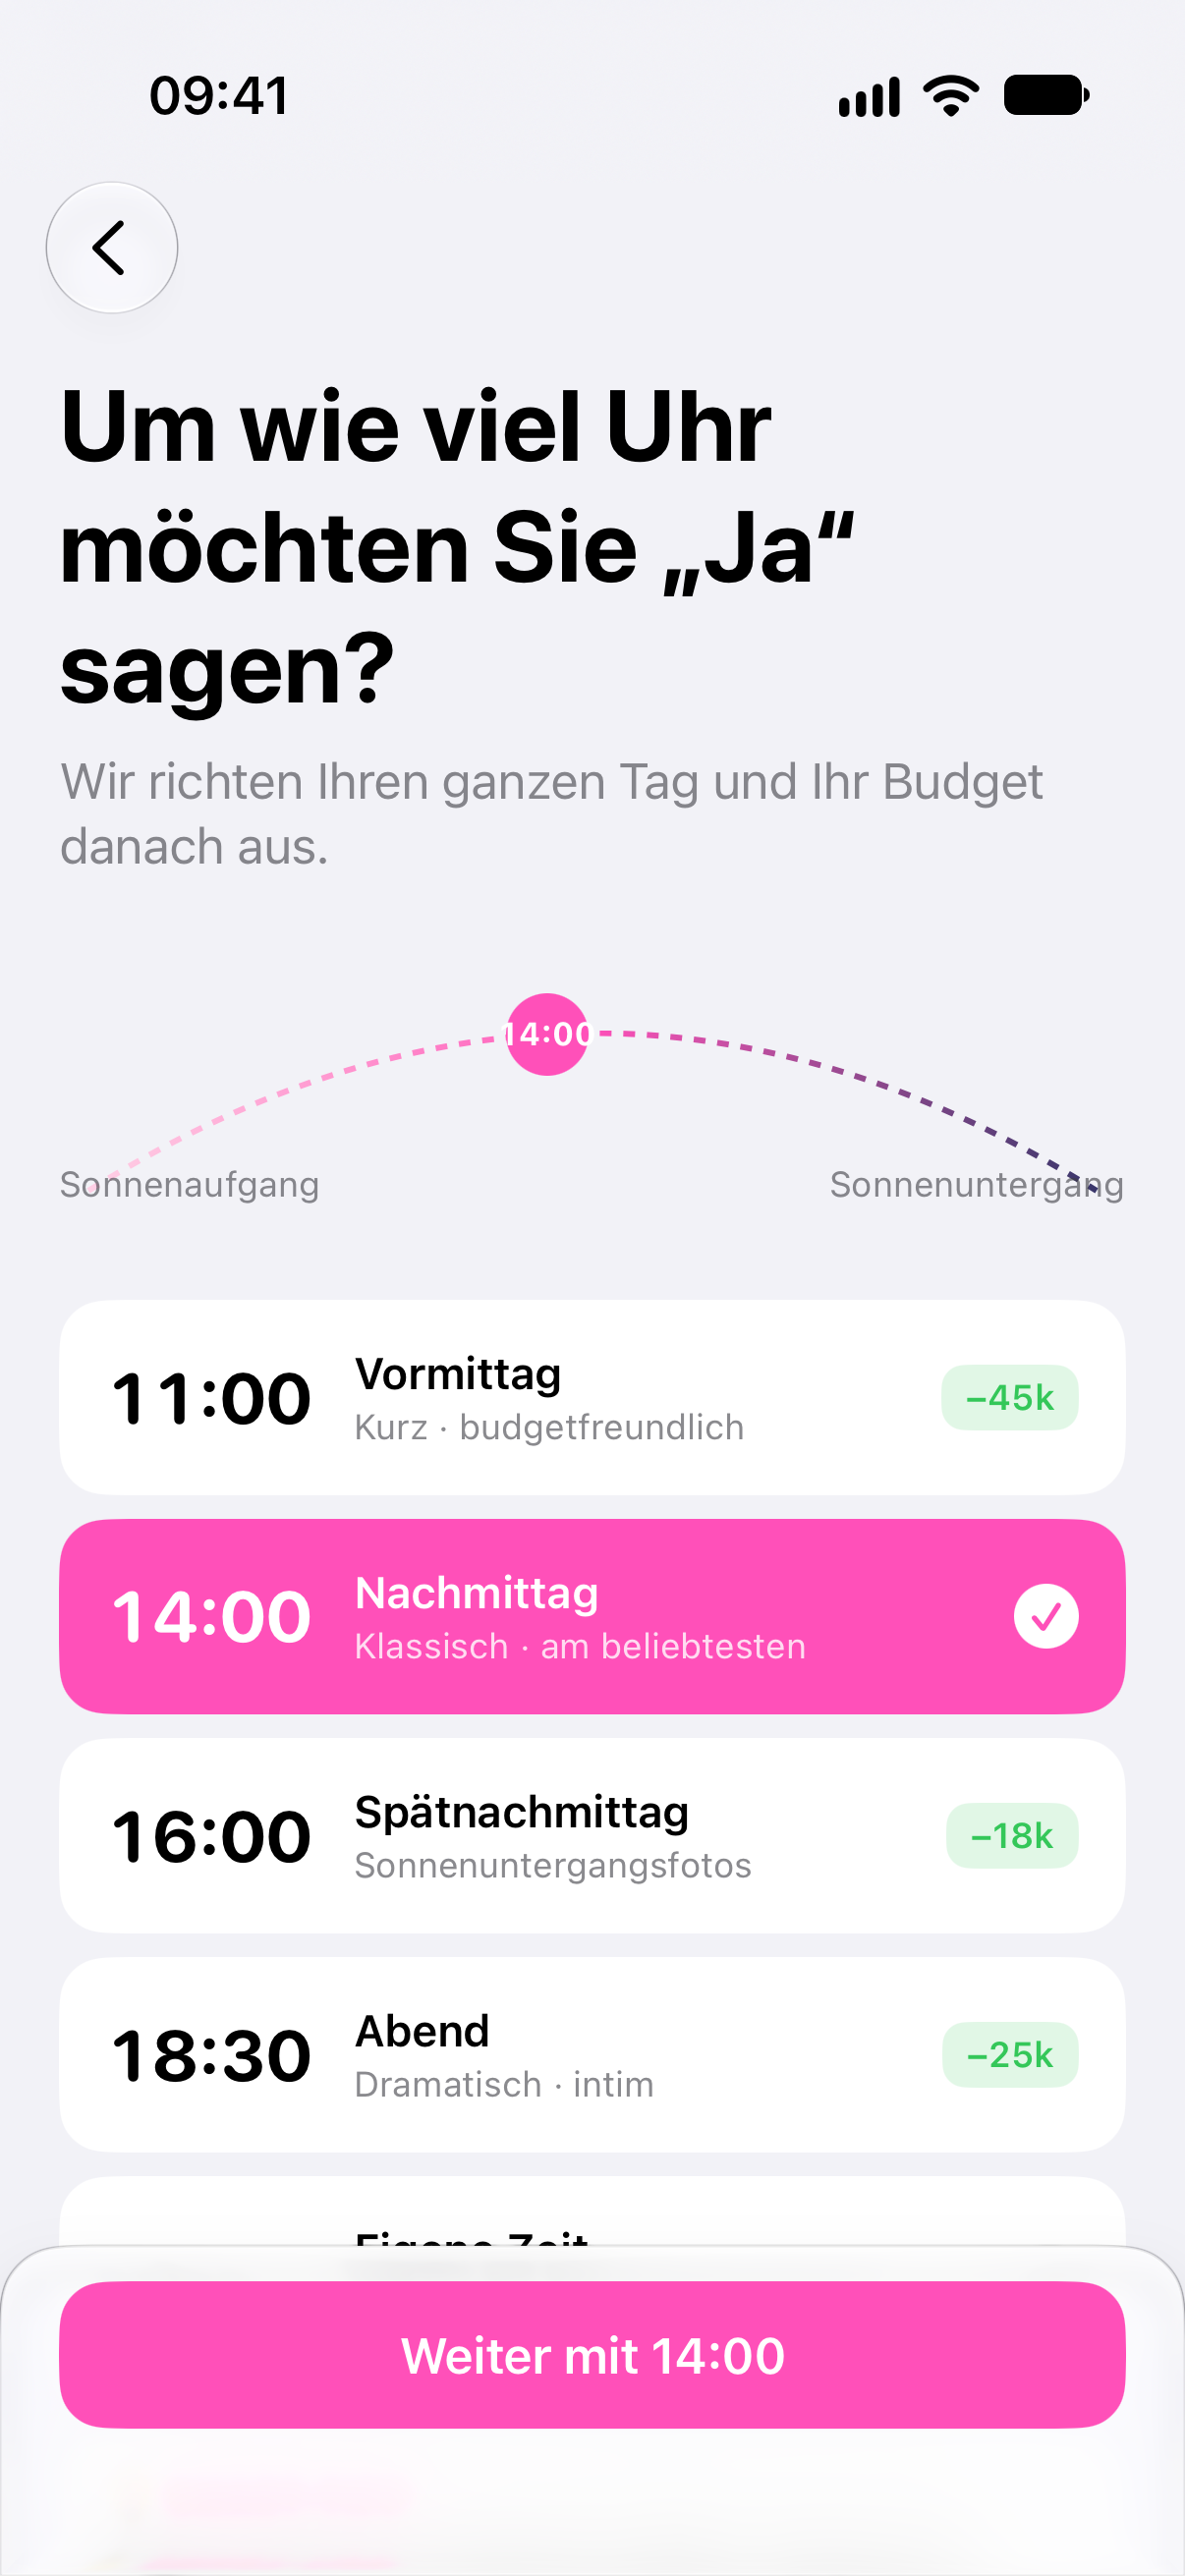 09:41
Um wie viel Uhr
möchten Sie „Ja“
sagen?
Wir richten Ihren ganzen Tag und Ihr Budget
danach aus.
14:00
Sonnenaufgang
Sonnenuntergang
11:00
Vormittag
Kurz · budgetfreundlich
–45k
14:00
Nachmittag
Klassisch · am beliebtesten
16:00
Spätnachmittag
Sonnenuntergangsfotos
–18k
18:30
Abend
Dramatisch · intim
–25k
Eigene Zeit
Weiter mit 14:00